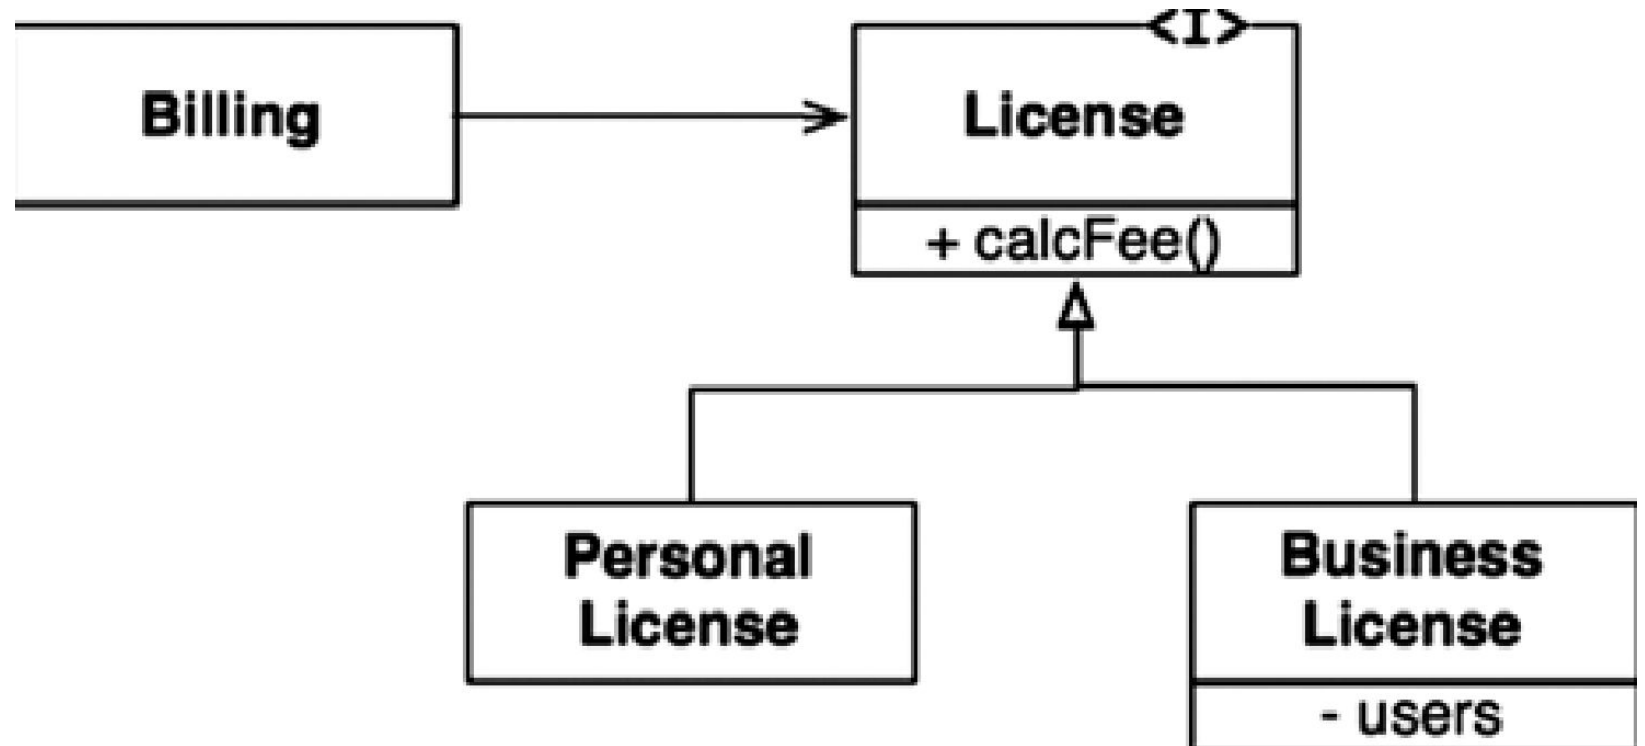 <I>
Billing
License
+ calcFee()
Personal
License
Business
License
- users